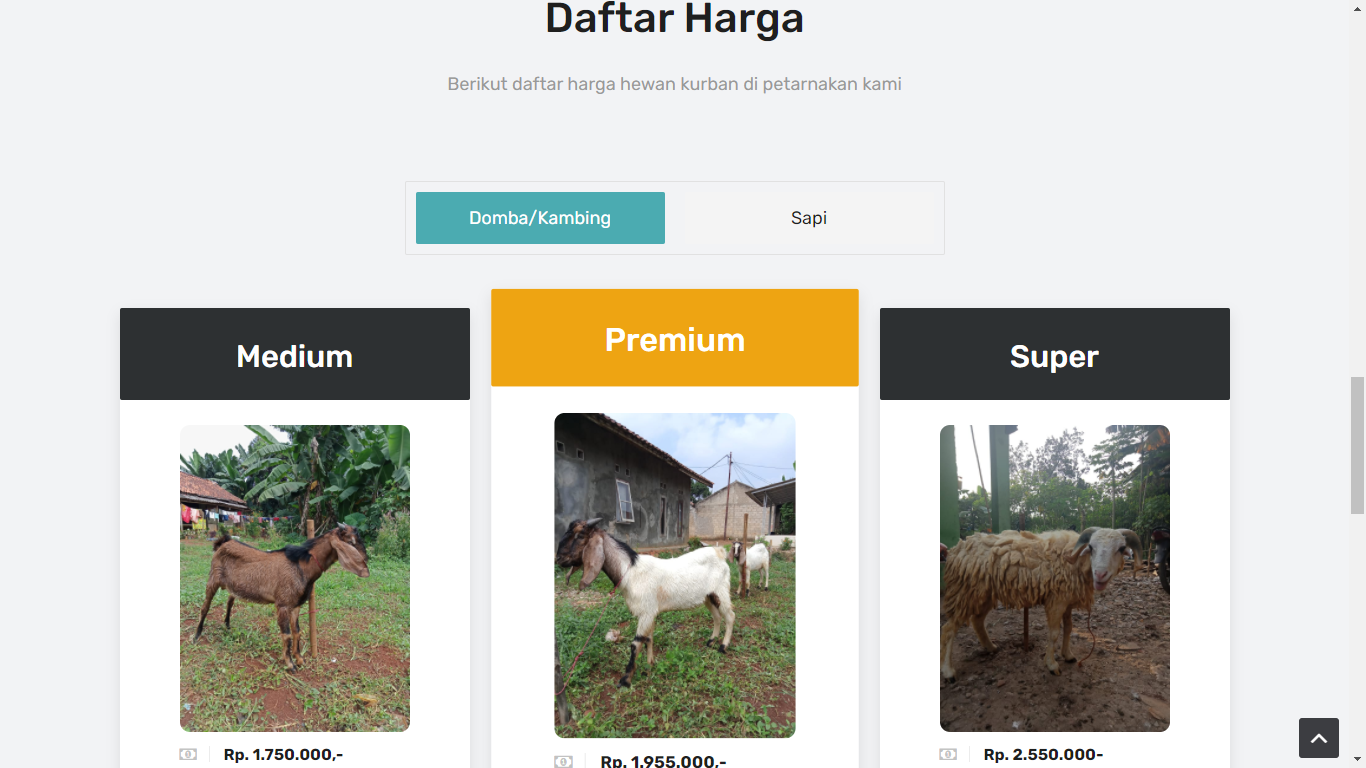 Daftar Harga
Berikut daftar harga hewan kurban di petarnakan kami
Domba/Kambing
Sapi
Medium
Premium
Super
Rp. 1.750.000,-
Rp. 1.955.000,-
Rp. 2.550.000-